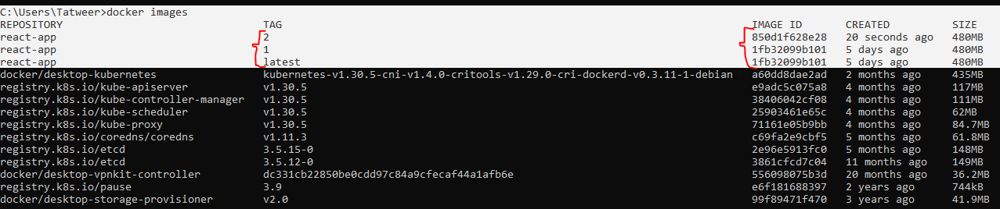 C:\Users\Tatweer>docker images
REPOSITORY TAG IMAGE ID CREATED SIZE
react-app 2 850d1f628e28 20 seconds ago 480MB
react-app 1 1fb32099b101 5 days ago 480MB
react-app latest 1fb32099b101 5 days ago 480MB
docker/desktop-kubernetes kubernetes-v1.30.5-cni-v1.4.0-critools-v1.29.0-cri-dockerd-v0.3.11-1-debian a60dd8dae2ad 2 months ago 435MB
registry.k8s.io/kube-apiserver v1.30.5 e9adc5c075a8 4 months ago 117MB
registry.k8s.io/kube-controller-manager v1.30.5 38406042cf08 4 months ago 111MB
registry.k8s.io/kube-scheduler v1.30.5 25903461e65c 4 months ago 62MB
registry.k8s.io/kube-proxy v1.30.5 71161e05b9bb 4 months ago 84.7MB
registry.k8s.io/coredns/coredns v1.11.3 c69fa2e9cbf5 5 months ago 61.8MB
registry.k8s.io/etcd 3.5.15-0 2e96e5913fc0 5 months ago 148MB
registry.k8s.io/etcd 3.5.12-0 3861cfcd7c04 11 months ago 149MB
docker/desktop-vpnkit-controller dc331cb22850be0cdd97c84a9cfecaf44a1afb6e 556098075b3d 20 months ago 36.2MB
registry.k8s.io/pause 3.9 e6f181688397 2 years ago 744kB
docker/desktop-storage-provisioner v2.0 99f89471f470 3 years ago 41.9MB